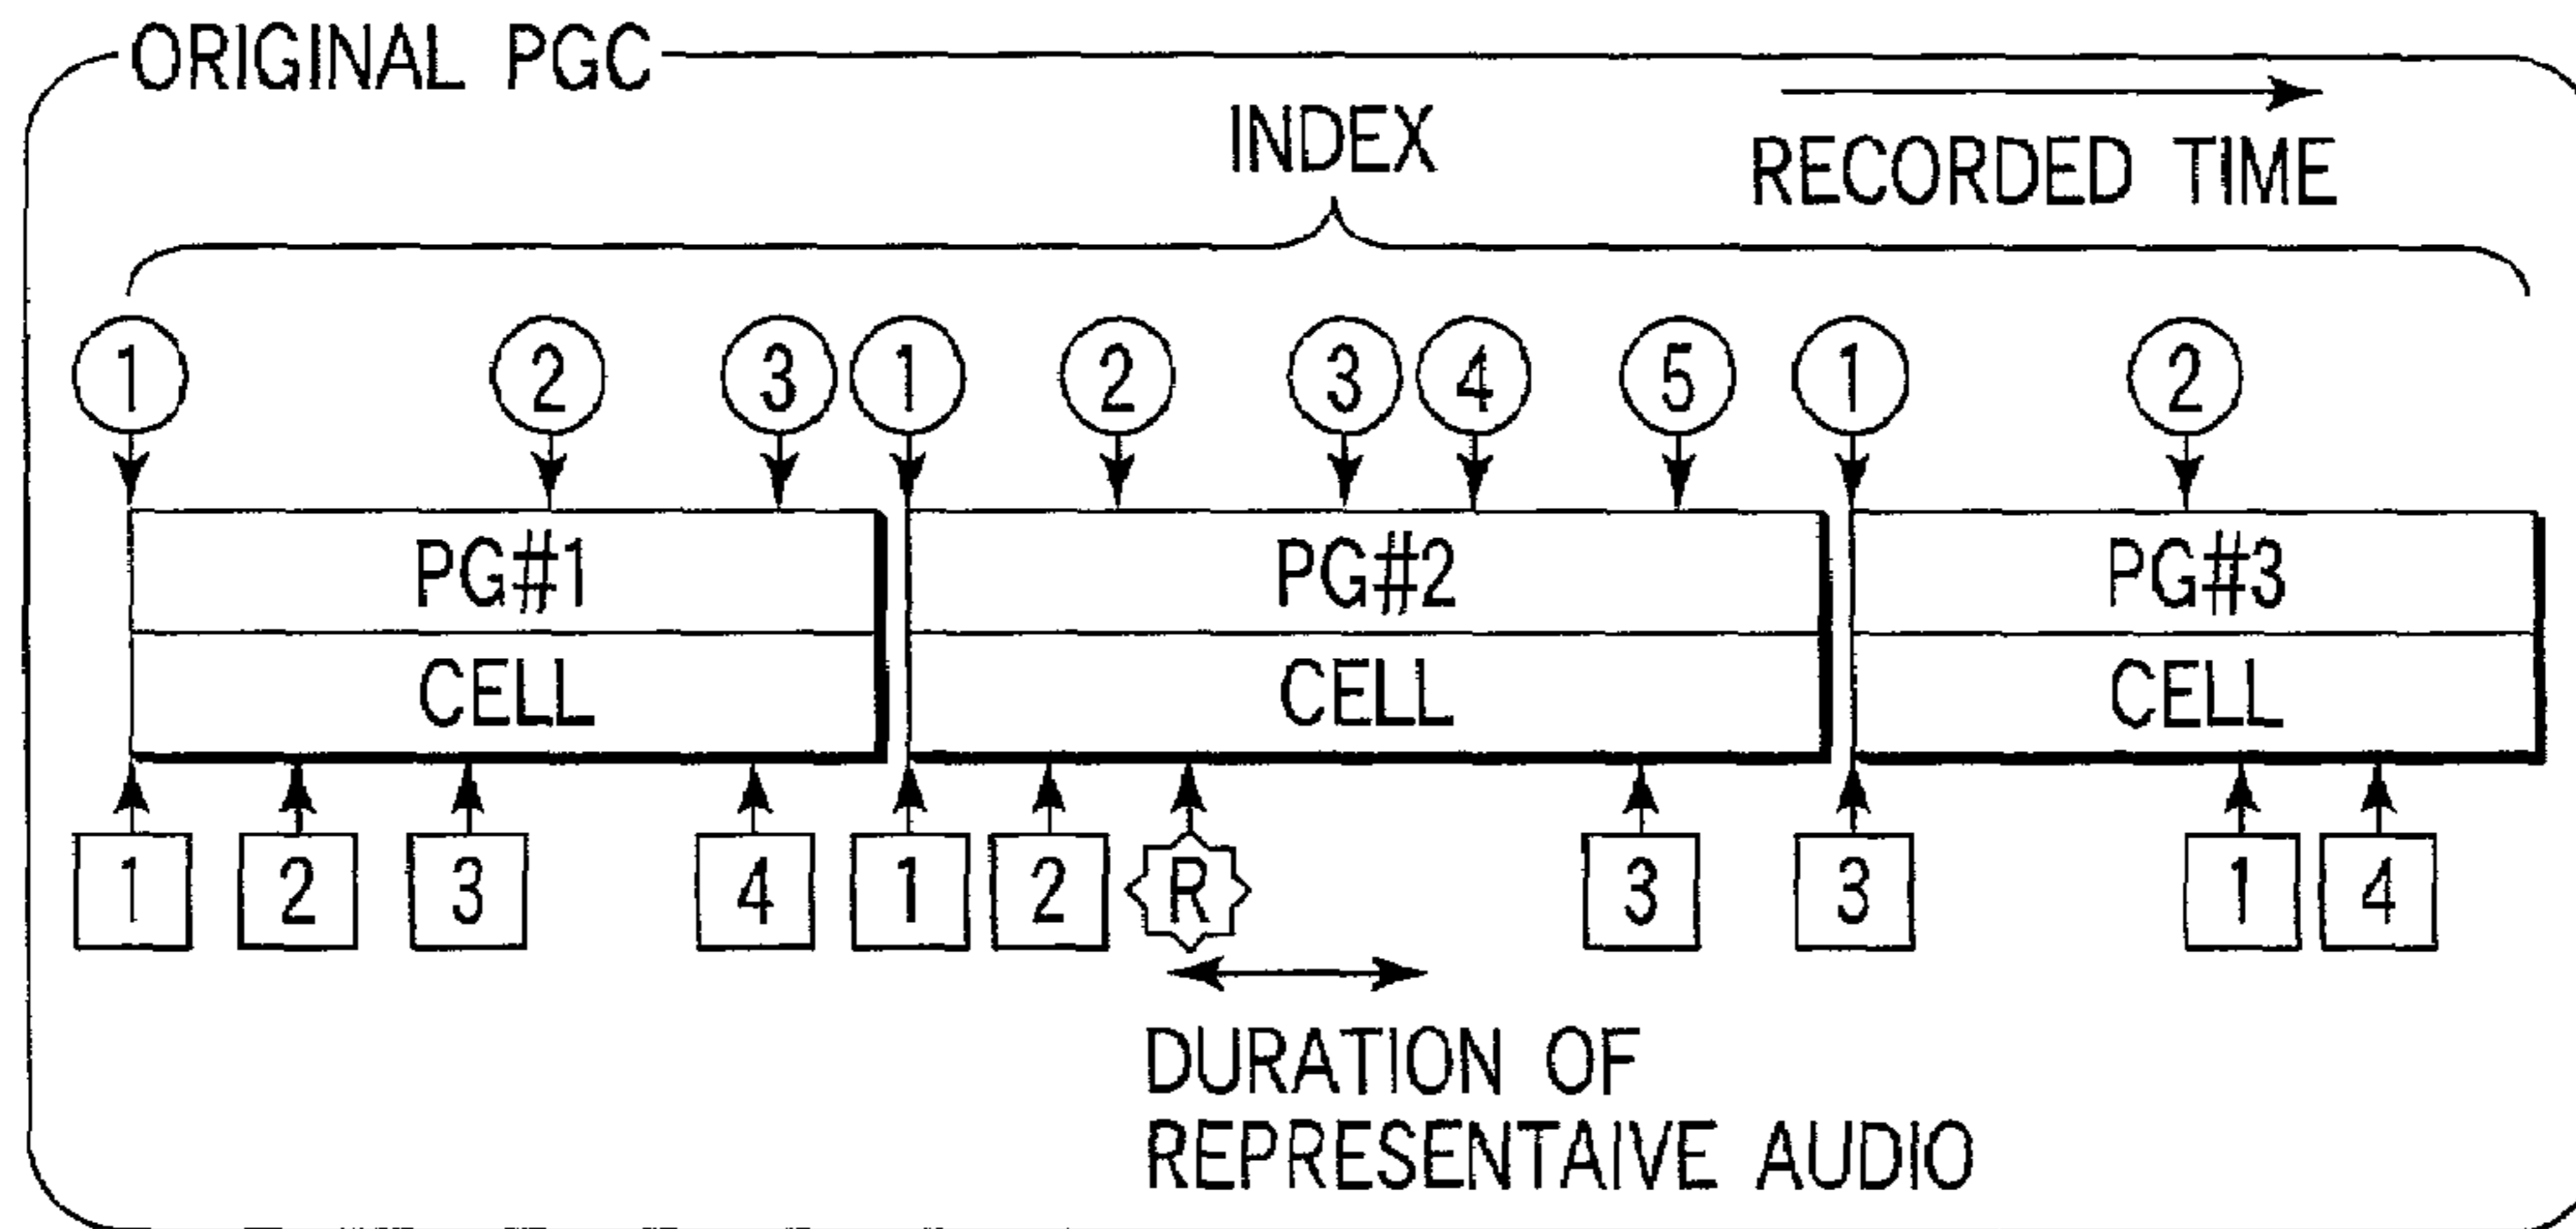 ORIGINAL PGC
INDEX
RECORDED TIME
1 2 3 1 2 3 4 5 1 2
PG#1 PG#2 PG#3
CELL CELL CELL
1 2 3 4 1 2 R 3 3 1 4
DURATION OF
REPRESENTAIVE AUDIO